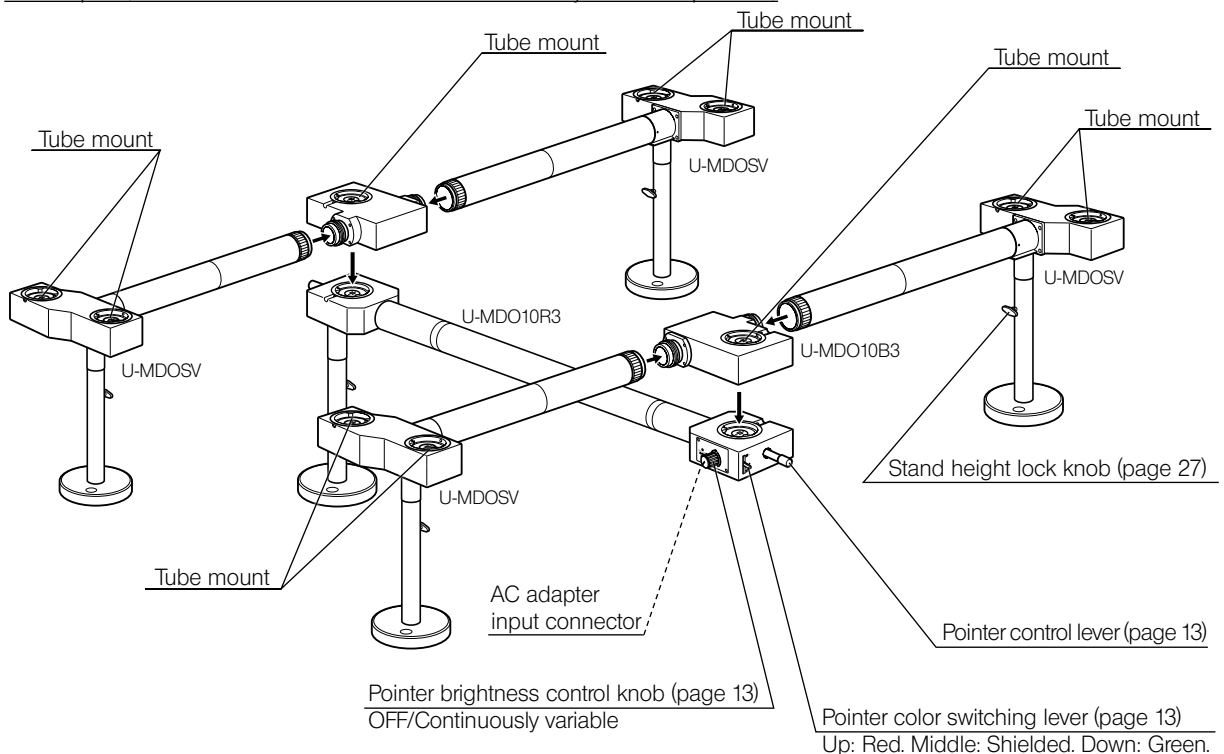 Tube mount
Tube mount
Tube mount
Tube mount
Tube mount
U-MDOSV
U-MDOSV
U-MDO10R3
U-MDO10B3
U-MDOSV
U-MDOSV
Stand height lock knob (page 27)
Tube mount
AC adapter
input connector
Pointer control lever (page 13)
Pointer brightness control knob (page 13)
OFF/Continuously variable
Pointer color switching lever (page 13)
Up: Red. Middle: Shielded. Down: Green.